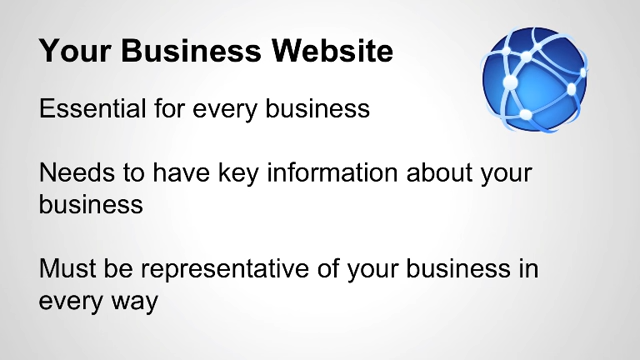 Your Business Website
Essential for every business
Needs to have key information about your
business
Must be representative of your business in
every way